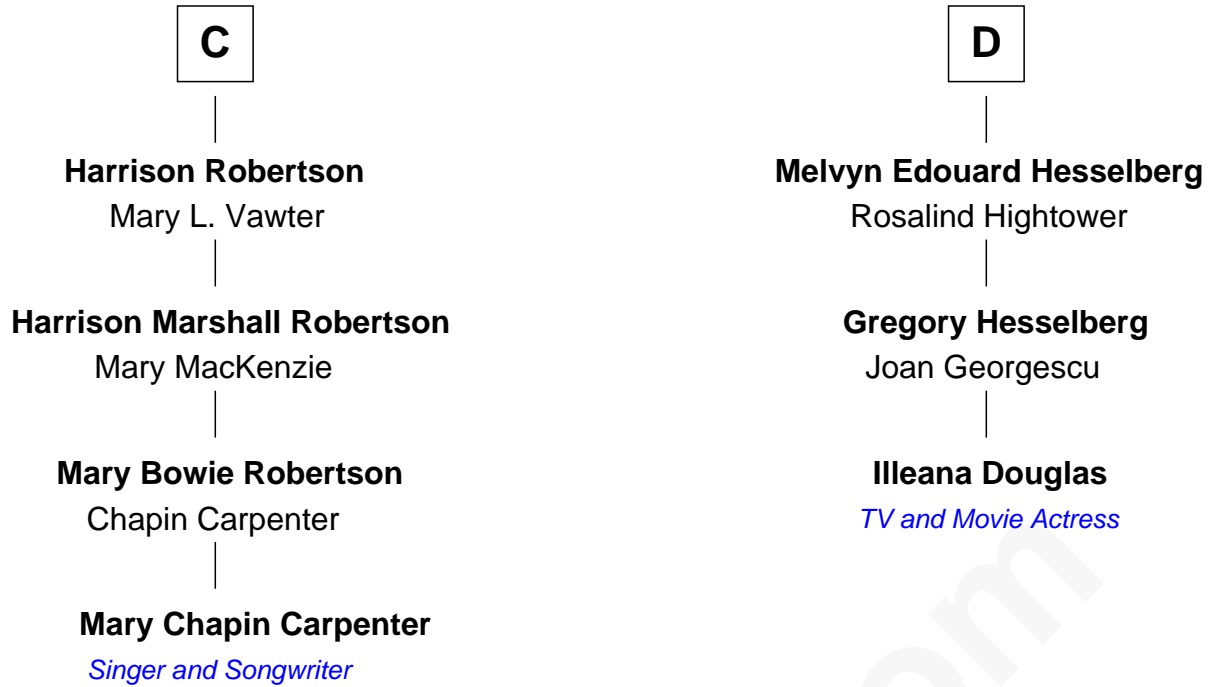 C
Harrison Robertson
Mary L. Vawter
Harrison Marshall Robertson
Mary MacKenzie
Mary Bowie Robertson
Chapin Carpenter
Mary Chapin Carpenter
Singer and Songwriter
D
Melvyn Edouard Hesselberg
Rosalind Hightower
Gregory Hesselberg
Joan Georgescu
Illeana Douglas
TV and Movie Actress
om